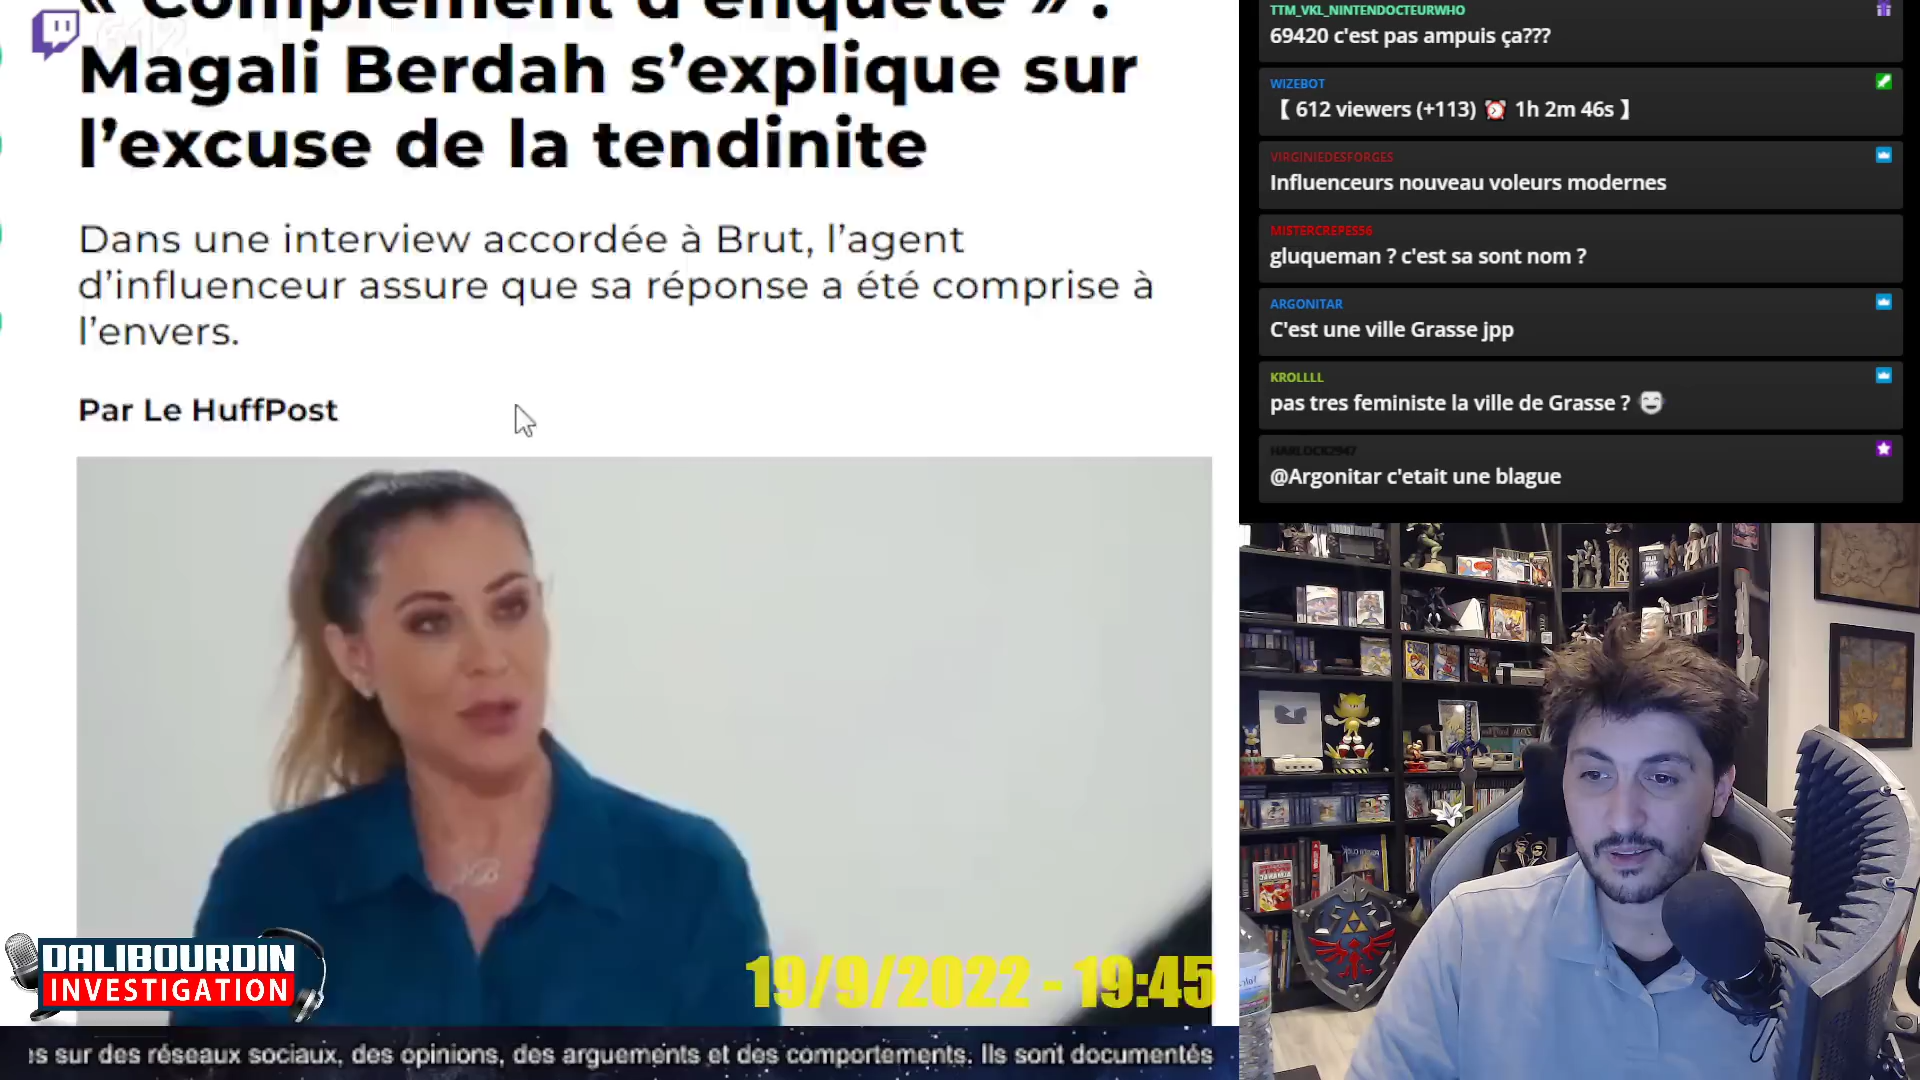 « Complément d'enquête » :
612
Magali Berdah s’explique sur
l’excuse de la tendinite
Dans une interview accordée à Brut, l’agent
d’influenceur assure que sa réponse a été comprise à
l’envers.
Par Le HuffPost
DALIBOURDIN
INVESTIGATION
19/9/2022 - 19:45
s sur des réseaux sociaux, des opinions, des arguements et des comportements. Ils sont documentés
TTM_VKL_NINTENDOCTEURWHO
69420 c'est pas ampuis ça???
WIZEBOT
【 612 viewers (+113) ⏰ 1h 2m 46s 】
VIRGINIEDESFORGES
Influenceurs nouveau voleurs modernes
MISTERCREPES56
gluqueman ? c'est sa sont nom ?
ARGONITAR
C'est une ville Grasse jpp
KROLLLL
pas tres feministe la ville de Grasse ?
HARLOCK2947
@Argonitar c'etait une blague